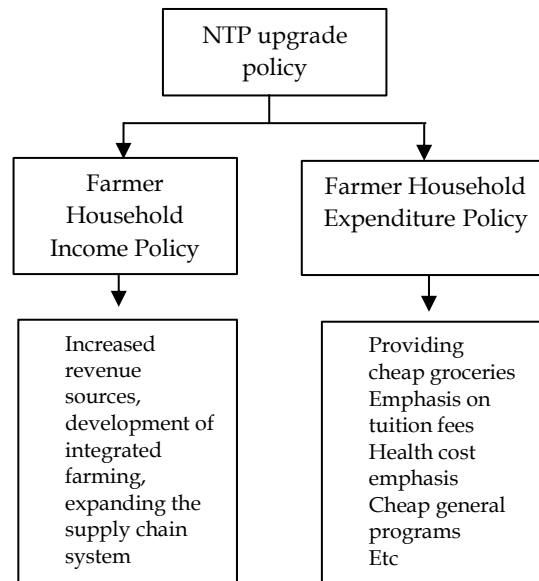 NTP upgrade
policy
Farmer
Household
Income Policy
Farmer Household
Expenditure Policy
Increased
revenue
sources,
development of
integrated
farming,
expanding the
supply chain
system
Providing
cheap groceries
Emphasis on
tuition fees
Health cost
emphasis
Cheap general
programs
Etc